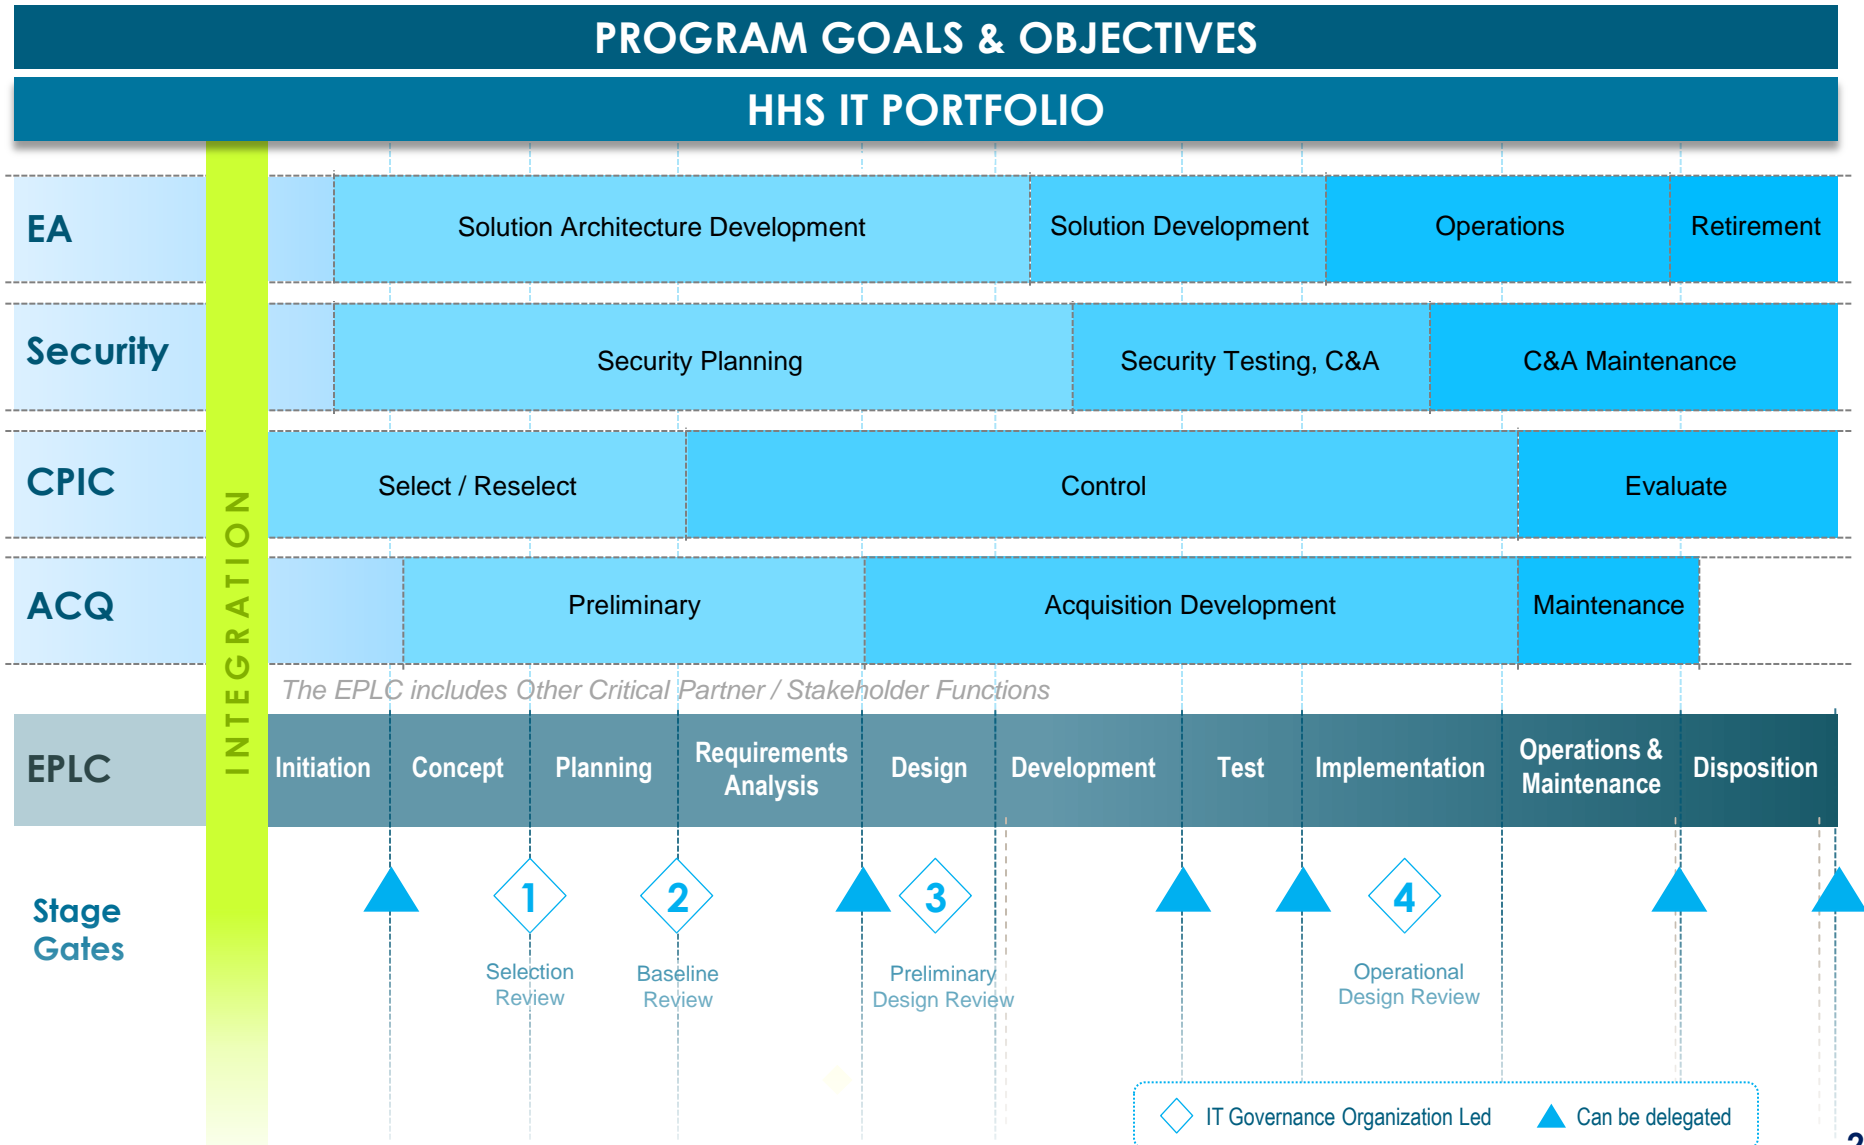 PROGRAM GOALS & OBJECTIVES
HHS IT PORTFOLIO
INTEGRATION
EA
Solution Architecture Development
Solution Development
Operations
Retirement
Security
Security Planning
Security Testing, C&A
C&A Maintenance
CPIC
Select / Reselect
Control
Evaluate
ACQ
Preliminary
Acquisition Development
Maintenance
The EPLC includes Other Critical Partner / Stakeholder Functions
EPLC
Initiation
Concept
Planning
Requirements
Analysis
Design
Development
Test
Implementation
Operations &
Maintenance
Disposition
Stage
Gates
1
2
3
4
Selection
Review
Baseline
Review
Preliminary
Design Review
Operational
Design Review
IT Governance Organization Led
Can be delegated